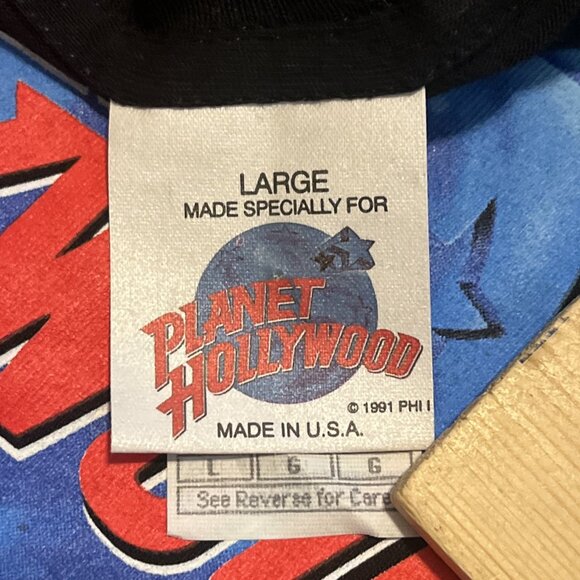 LARGE
MADE SPECIALLY FOR
PLANET
HOLLYWOOD
© 1991 PHI I
MADE IN U.S.A.
L G G
See Reverse for Care